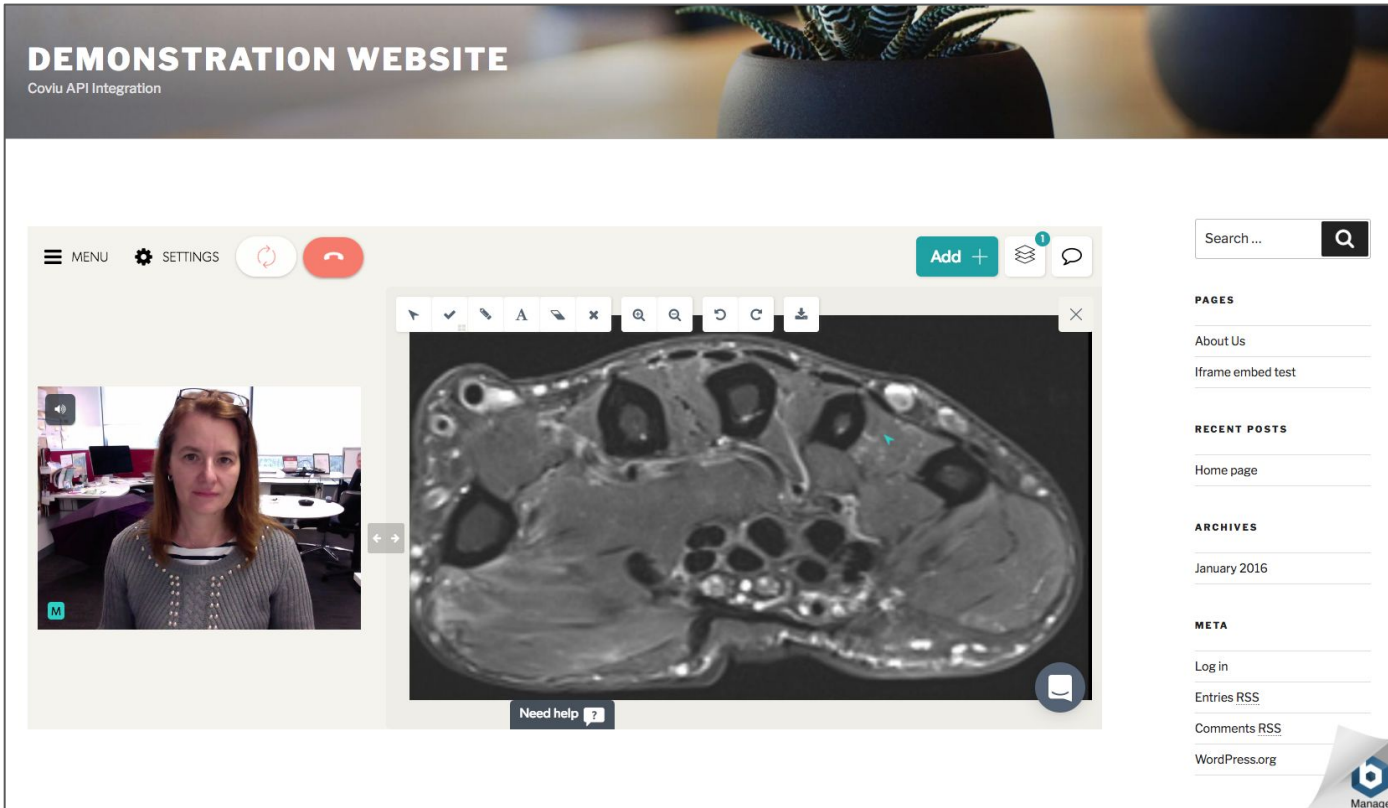 DEMONSTRATION WEBSITE
Coviu API Integration
MENU
SETTINGS
Add +
1
A
M
Need help ?
Search ...
PAGES
About Us
Iframe embed test
RECENT POSTS
Home page
ARCHIVES
January 2016
META
Log in
Entries RSS
Comments RSS
WordPress.org
b
Manage